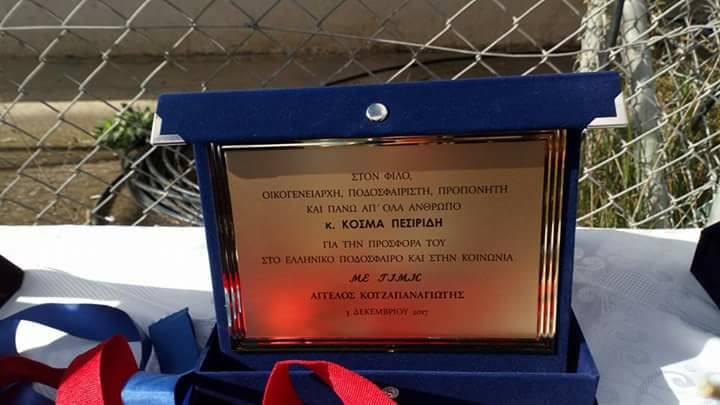 ΣΤΟΝ ΦΙΛΟ,
ΟΙΚΟΓΕΝΕΙΑΡΧΗ, ΠΟΔΟΣΦΑΙΡΙΣΤΗ, ΠΡΟΠΟΝΗΤΗ
ΚΑΙ ΠΑΝΩ ΑΠ' ΟΛΑ ΑΝΘΡΩΠΟ
κ. ΚΟΣΜΑ ΠΕΣΙΡΙΔΗ
ΓΙΑ ΤΗΝ ΠΡΟΣΦΟΡΑ ΤΟΥ
ΣΤΟ ΕΛΛΗΝΙΚΟ ΠΟΔΟΣΦΑΙΡΟ ΚΑΙ ΣΤΗΝ ΚΟΙΝΩΝΙΑ
ΜΕ ΤΙΜΗ
ΑΓΓΕΛΟΣ ΚΟΤΖΑΠΑΝΑΓΙΩΤΗΣ
3 ΔΕΚΕΜΒΡΙΟΥ 2017